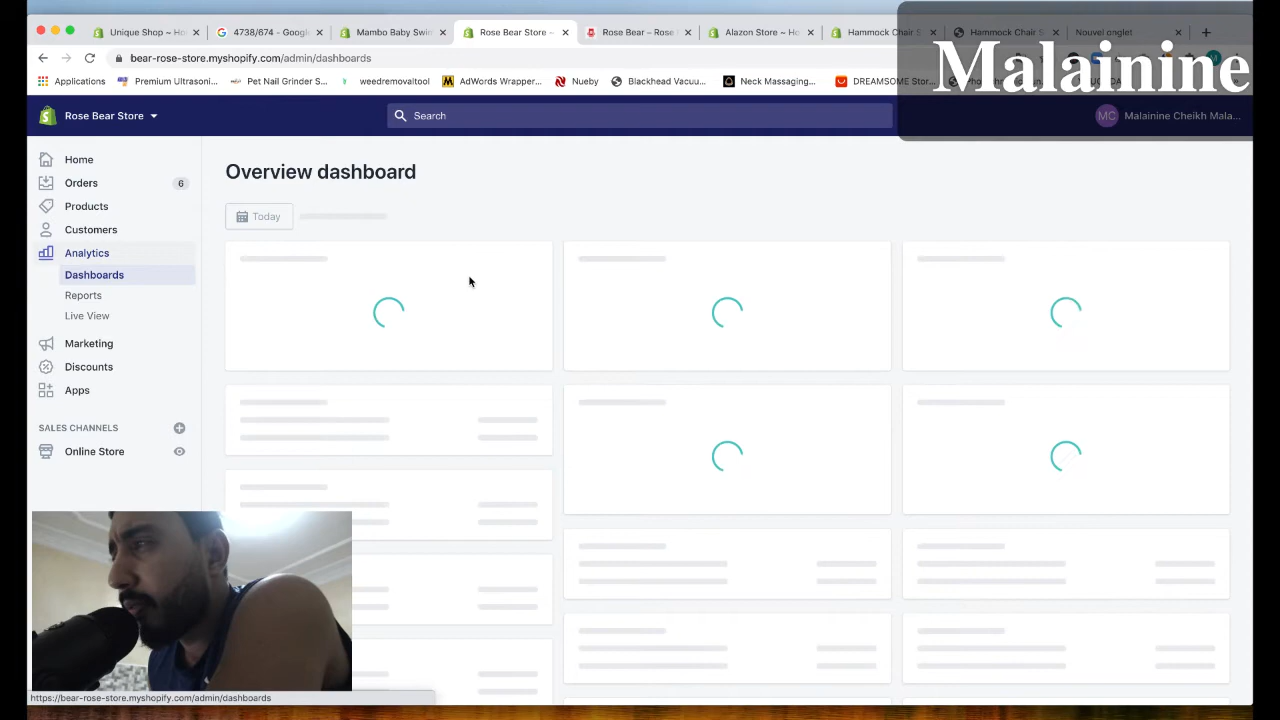 Unique Shop ~ Ho
4738/674 - Googl
Mambo Baby Swin
Rose Bear Store ~
Rose Bear – Rose
Alazon Store ~ Ho
Hammock Chair S
Hammock Chair S
Nouvel onglet
Malainine
bear-rose-store.myshopify.com/admin/dashboards
Applications
Premium Ultrasoni...
Pet Nail Grinder S...
weedremovaltool
AdWords Wrapper...
Nueby
Blackhead Vacuu...
Neck Massaging...
DREAMSOME Stor...
Rose Bear Store
Search
MC
Malainine Cheikh Mala...
Home
Orders
6
Products
Customers
Analytics
Dashboards
Reports
Live View
Marketing
Discounts
Apps
SALES CHANNELS
Online Store
Overview dashboard
Today
https://bear-rose-store.myshopify.com/admin/dashboards